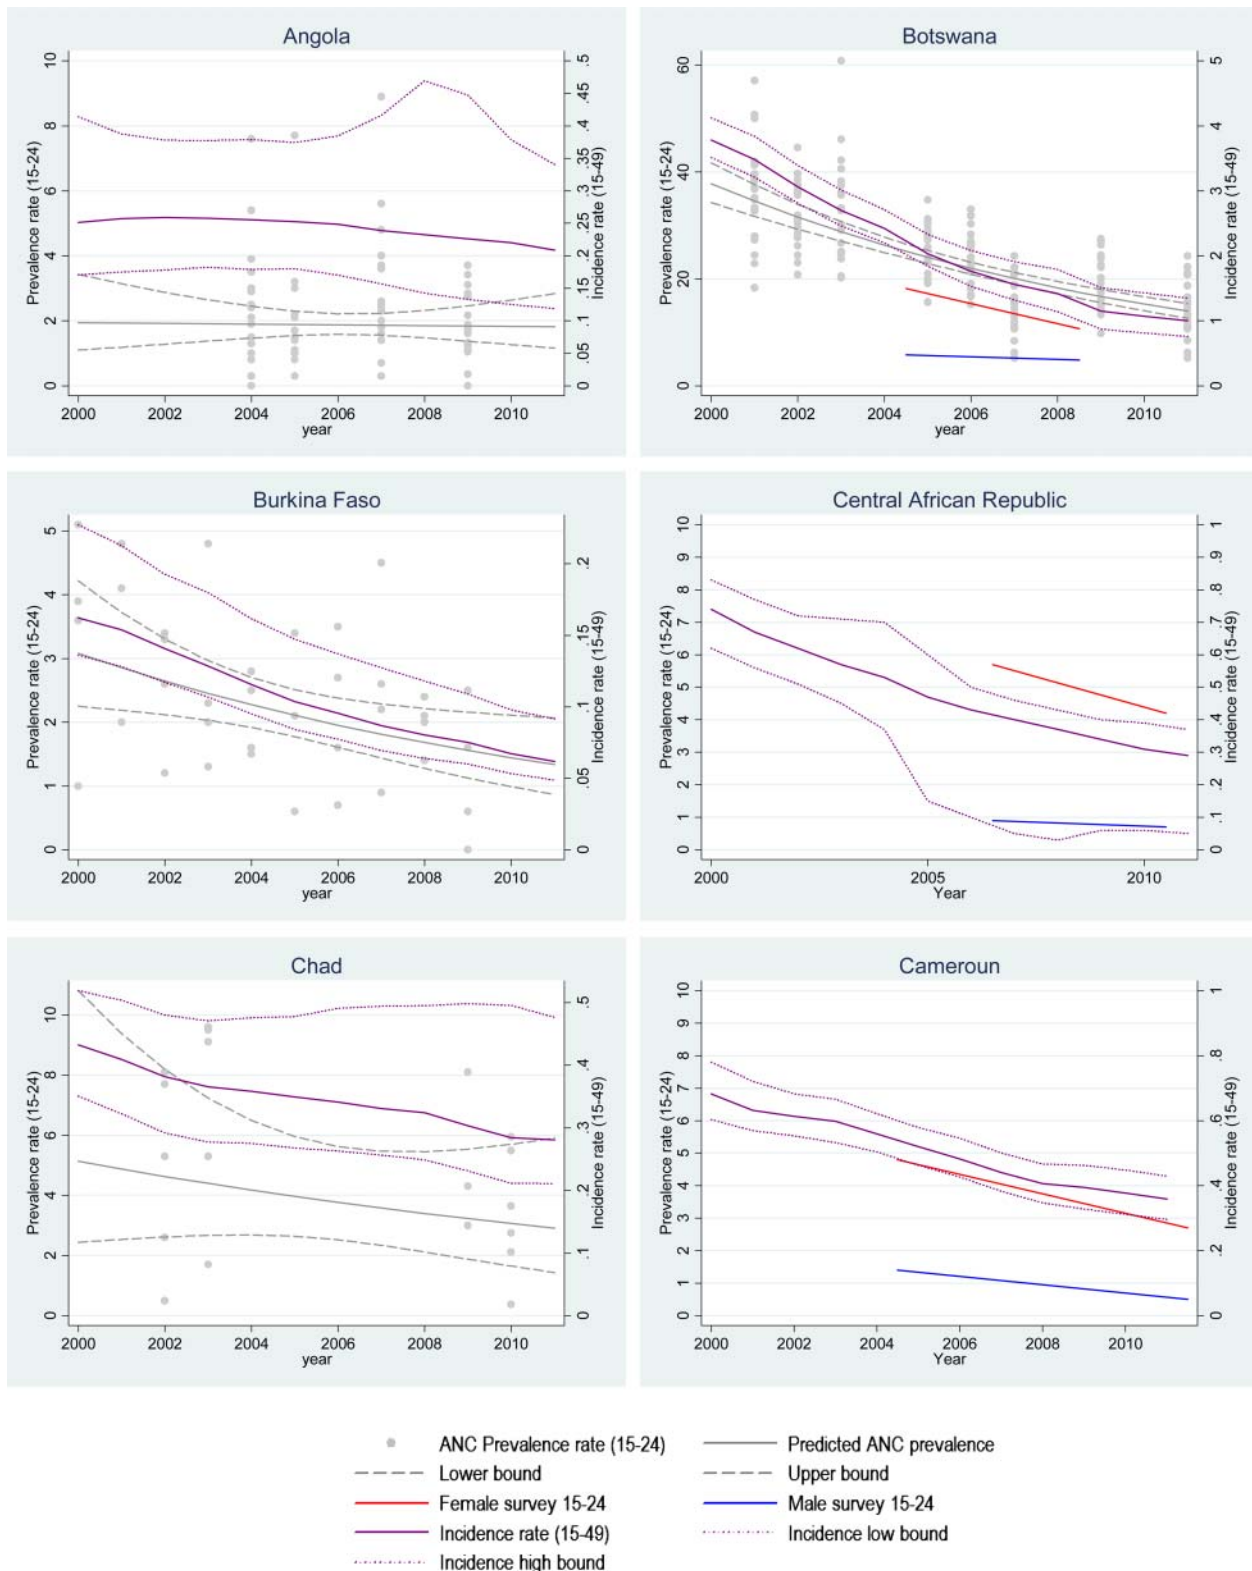 Angola
Prevalence rate (15-24)
10
8
6
4
2
0
Incidence rate (15-49)
.5
.45
.4
.35
.3
.25
.2
.15
.1
.05
0
2000 2002 2004 2006 2008 2010
year
Botswana
Prevalence rate (15-24)
60
40
20
0
Incidence rate (15-49)
5
4
3
2
1
0
2000 2002 2004 2006 2008 2010
year
Burkina Faso
Prevalence rate (15-24)
5
4
3
2
1
0
Incidence rate (15-49)
.2
.15
.1
.05
0
2000 2002 2004 2006 2008 2010
year
Central African Republic
Prevalence rate (15-24)
10
9
8
7
6
5
4
3
2
1
0
Incidence rate (15-49)
1
.9
.8
.7
.6
.5
.4
.3
.2
.1
0
2000 2005 2010
Year
Chad
Prevalence rate (15-24)
10
8
6
4
2
0
Incidence rate (15-49)
.5
.4
.3
.2
.1
0
2000 2002 2004 2006 2008 2010
year
Cameroun
Prevalence rate (15-24)
10
9
8
7
6
5
4
3
2
1
0
Incidence rate (15-49)
1
.8
.6
.4
.2
0
2000 2002 2004 2006 2008 2010
Year
ANC Prevalence rate (15-24) Predicted ANC prevalence
Lower bound Upper bound
Female survey 15-24 Male survey 15-24
Incidence rate (15-49) Incidence low bound
Incidence high bound